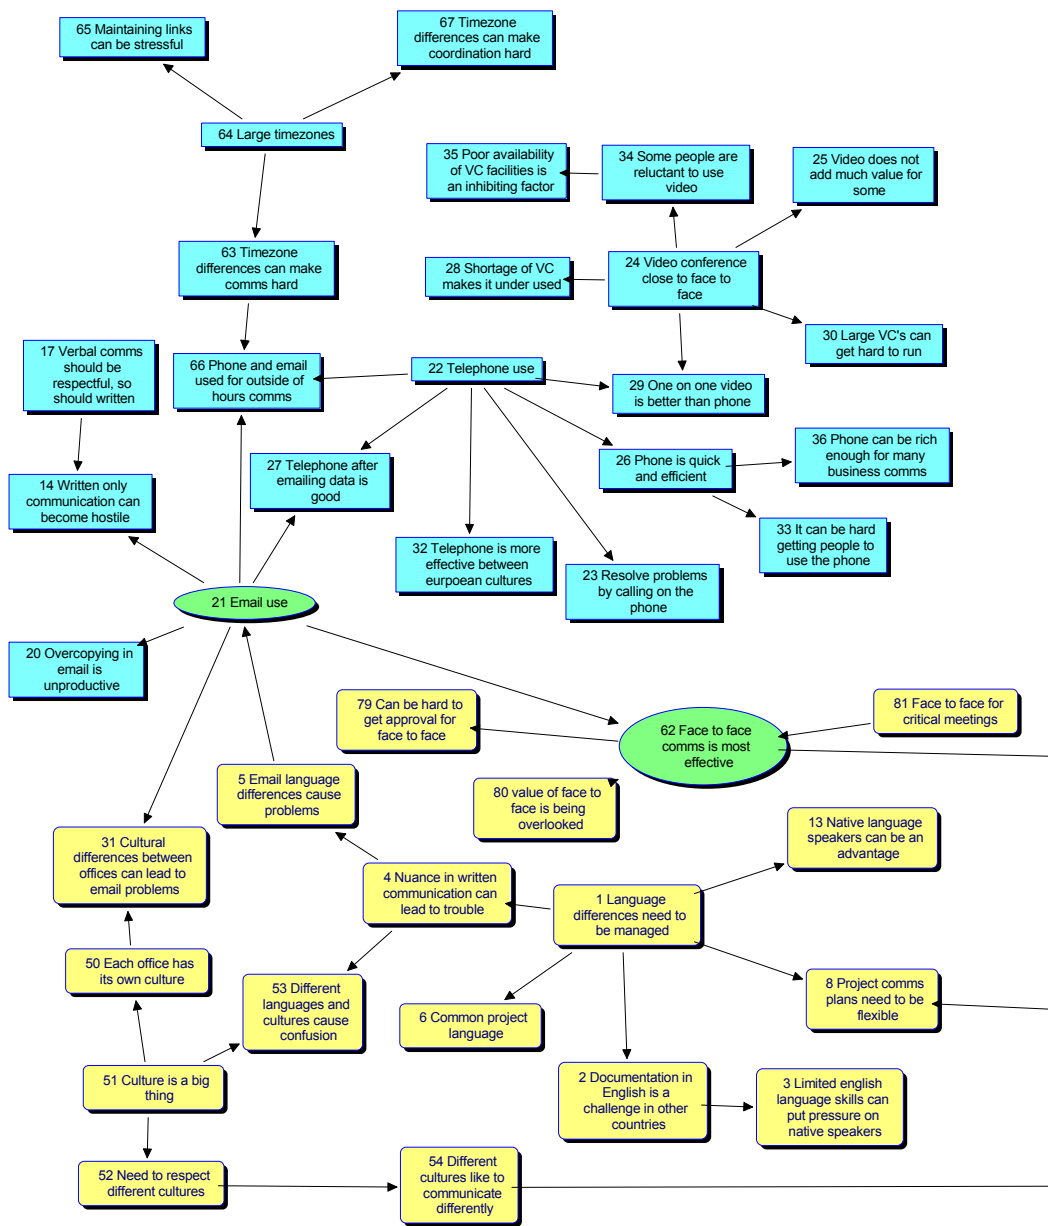 65 Maintaining links
can be stressful
67 Timezone
differences can make
coordination hard
64 Large timezones
35 Poor availability
of VC facilities is
an inhibiting factor
34 Some people are
reluctant to use
video
25 Video does not
add much value for
some
63 Timezone
differences can make
comms hard
28 Shortage of VC
makes it under used
24 Video conference
close to face to
face
30 Large VC's can
get hard to run
17 Verbal comms
should be
respectful, so
should written
66 Phone and email
used for outside of
hours comms
22 Telephone use
29 One on one video
is better than phone
36 Phone can be rich
enough for many
business comms
27 Telephone after
emailing data is
good
26 Phone is quick
and efficient
14 Written only
communication can
become hostile
33 It can be hard
getting people to
use the phone
32 Telephone is more
effective between
eurpoean cultures
23 Resolve problems
by calling on the
phone
21 Email use
20 Overcopying in
email is
unproductive
79 Can be hard to
get approval for
face to face
62 Face to face
comms is most
effective
81 Face to face for
critical meetings
5 Email language
differences cause
problems
80 value of face to
face is being
overlooked
13 Native language
speakers can be an
advantage
31 Cultural
differences between
offices can lead to
email problems
4 Nuance in written
communication can
lead to trouble
1 Language
differences need to
be managed
50 Each office has
its own culture
53 Different
languages and
cultures cause
confusion
6 Common project
language
8 Project comms
plans need to be
flexible
51 Culture is a big
thing
2 Documentation in
English is a
challenge in other
countries
3 Limited english
language skills can
put pressure on
native speakers
52 Need to respect
different cultures
54 Different
cultures like to
communicate
differently